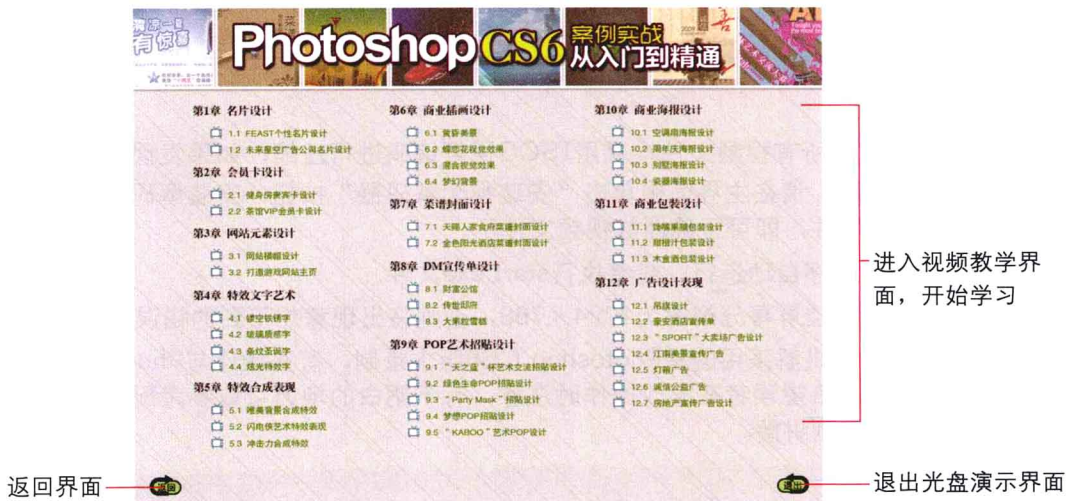 Photoshop CS6 案例实战
从入门到精通
第1章 名片设计
1.1 FEAST个性名片设计
1.2 未来星空广告公司名片设计
第2章 会员卡设计
2.1 健身房贵宾卡设计
2.2 茶馆VIP会员卡设计
第3章 网站元素设计
3.1 网站横幅设计
3.2 打造游戏网站主页
第4章 特效文字艺术
4.1 镂空铁锈字
4.2 玻璃质感字
4.3 条纹圣诞字
4.4 炫光特效字
第5章 特效合成表现
5.1 唯美背景合成特效
5.2 闪电侠艺术特效表现
5.3 冲击力合成特效
第6章 商业插画设计
6.1 黄昏美景
6.2 蝶恋花视觉效果
6.3 混合视觉效果
6.4 梦幻背景
第7章 菜谱封面设计
7.1 天赐人家食府菜谱封面设计
7.2 金色阳光酒店菜谱封面设计
第8章 DM宣传单设计
8.1 财富公馆
8.2 传世邸府
8.3 大果粒雪糕
第9章 POP艺术招贴设计
9.1 "天之蓝"杯艺术交流招贴设计
9.2 绿色生命POP招贴设计
9.3 "Party Mask"招贴设计
9.4 梦想POP招贴设计
9.5 "KABOO"艺术POP设计
第10章 商业海报设计
10.1 空调扇海报设计
10.2 周年庆海报设计
10.3 别墅海报设计
10.4 瓷器海报设计
第11章 商业包装设计
11.1 馋嘴果脯包装设计
11.2 甜橙汁包装设计
11.3 木盒酒包装设计
第12章 广告设计表现
12.1 吊旗设计
12.2 豪安酒店宣传单
12.3 "SPORT"大卖场广告设计
12.4 江南美景宣传广告
12.5 灯箱广告
12.6 诚信公益广告
12.7 房地产宣传广告设计
进入视频教学界
面，开始学习
返回界面
返回
退出
退出光盘演示界面